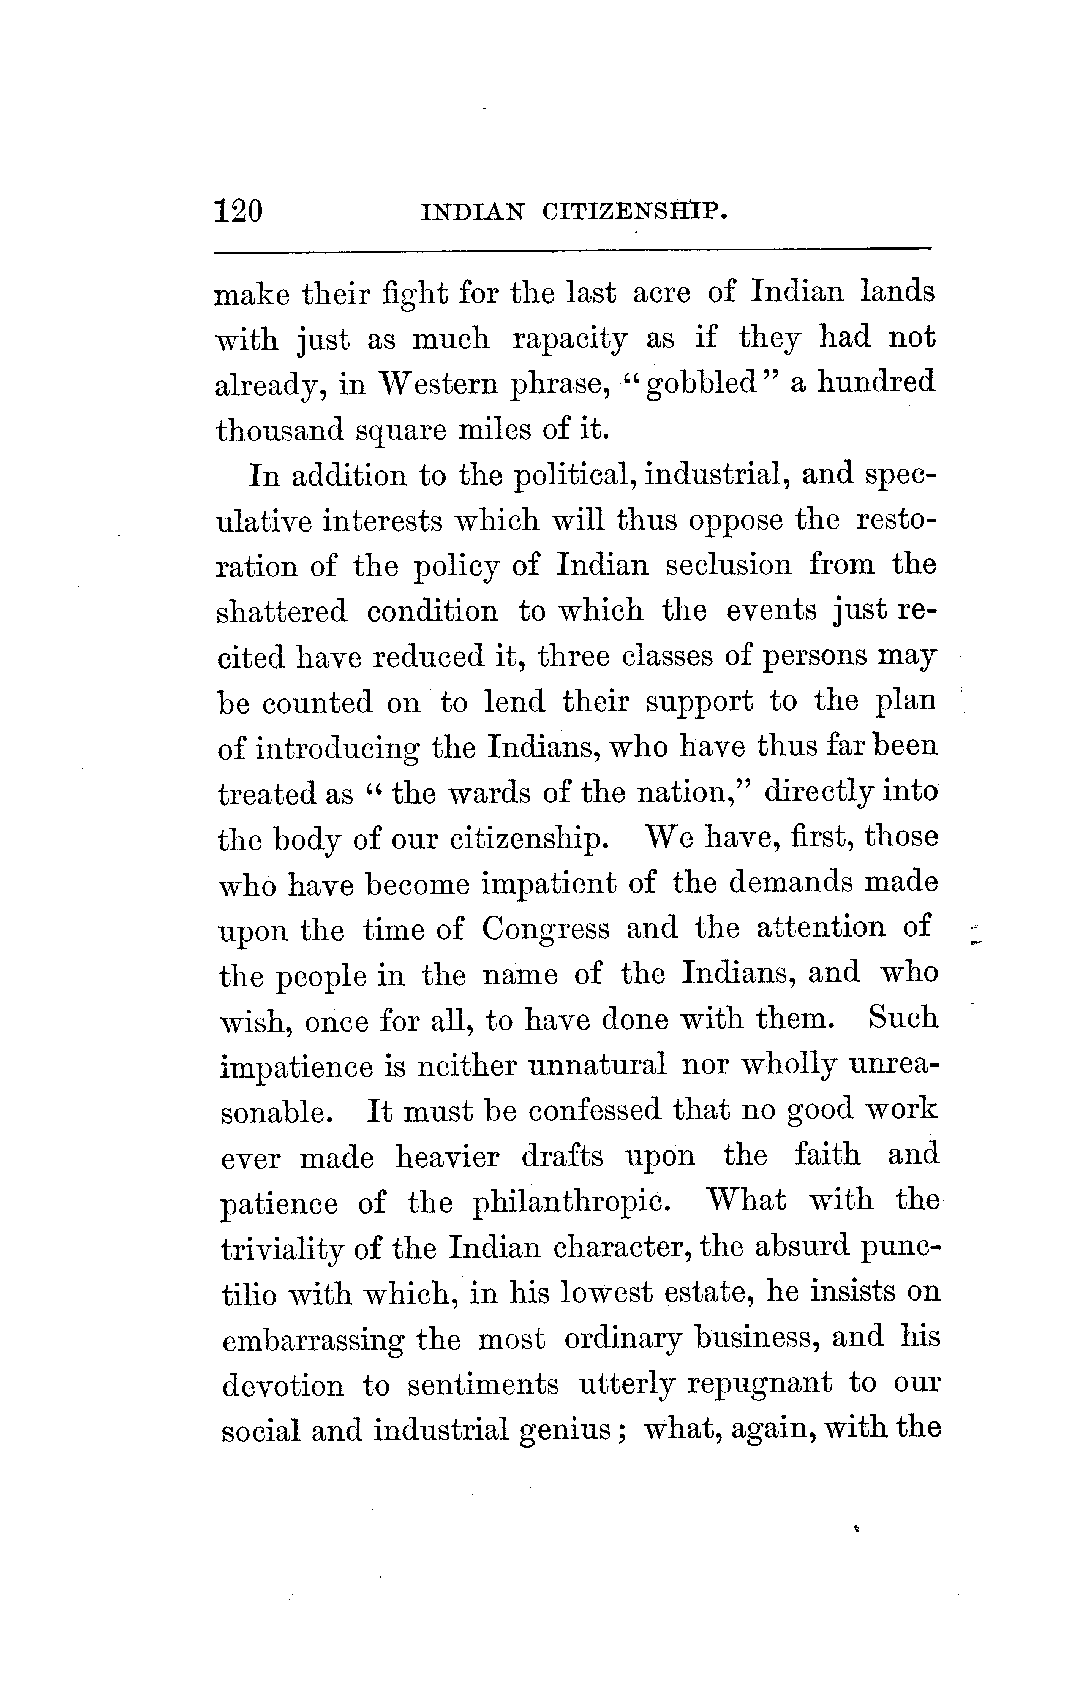 120 INDIAN CITIZENSHIP.
make their fight for the last acre of Indian lands
with just as much rapacity as if they had not
already, in Western phrase, “gobbled” a hundred
thousand square miles of it.
In addition to the political, industrial, and spec-
ulative interests which will thus oppose the resto-
ration of the policy of Indian seclusion from the
shattered condition to which the events just re-
cited have reduced it, three classes of persons may
be counted on to lend their support to the plan
of introducing the Indians, who have thus far been
treated as “ the wards of the nation,” directly into
the body of our citizenship. We have, first, those
who have become impatient of the demands made
upon the time of Congress and the attention of
the people in the name of the Indians, and who
wish, once for all, to have done with them. Such
impatience is neither unnatural nor wholly unrea-
sonable. It must be confessed that no good work
ever made heavier drafts upon the faith and
patience of the philanthropic. What with the
triviality of the Indian character, the absurd punc-
tilio with which, in his lowest estate, he insists on
embarrassing the most ordinary business, and his
devotion to sentiments utterly repugnant to our
social and industrial genius ; what, again, with the